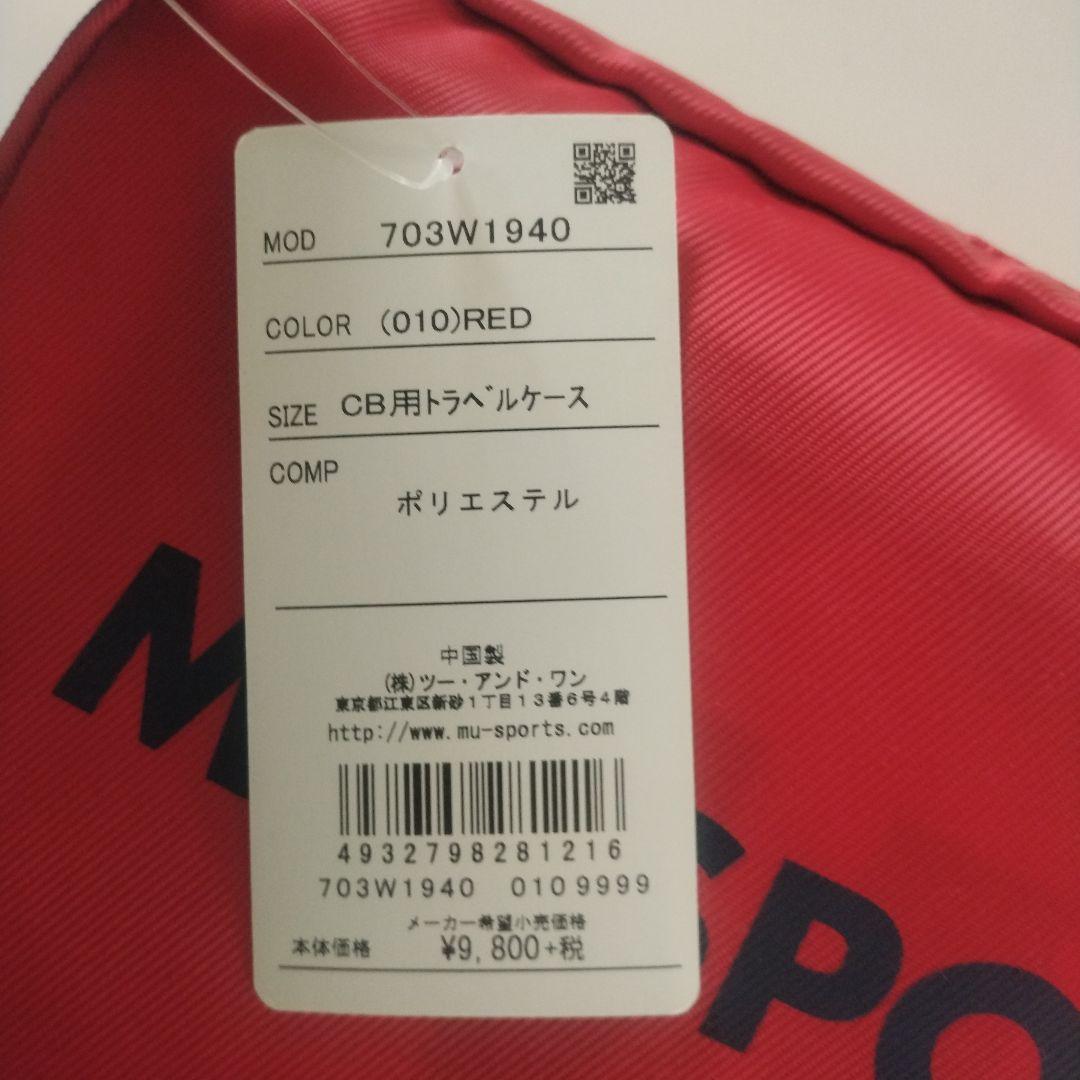 MOD 703W1940
COLOR (010)RED
SIZE CB用トラベルケース
COMP
ポリエステル
中国製
(株)ツー・アンド・ワン
東京都江東区新砂1丁目13番6号4階
http://www.mu-sports.com
4932798281216
703W1940 0109999
メーカー希望小売価格
本体価格 ¥9,800+税
M
SPO